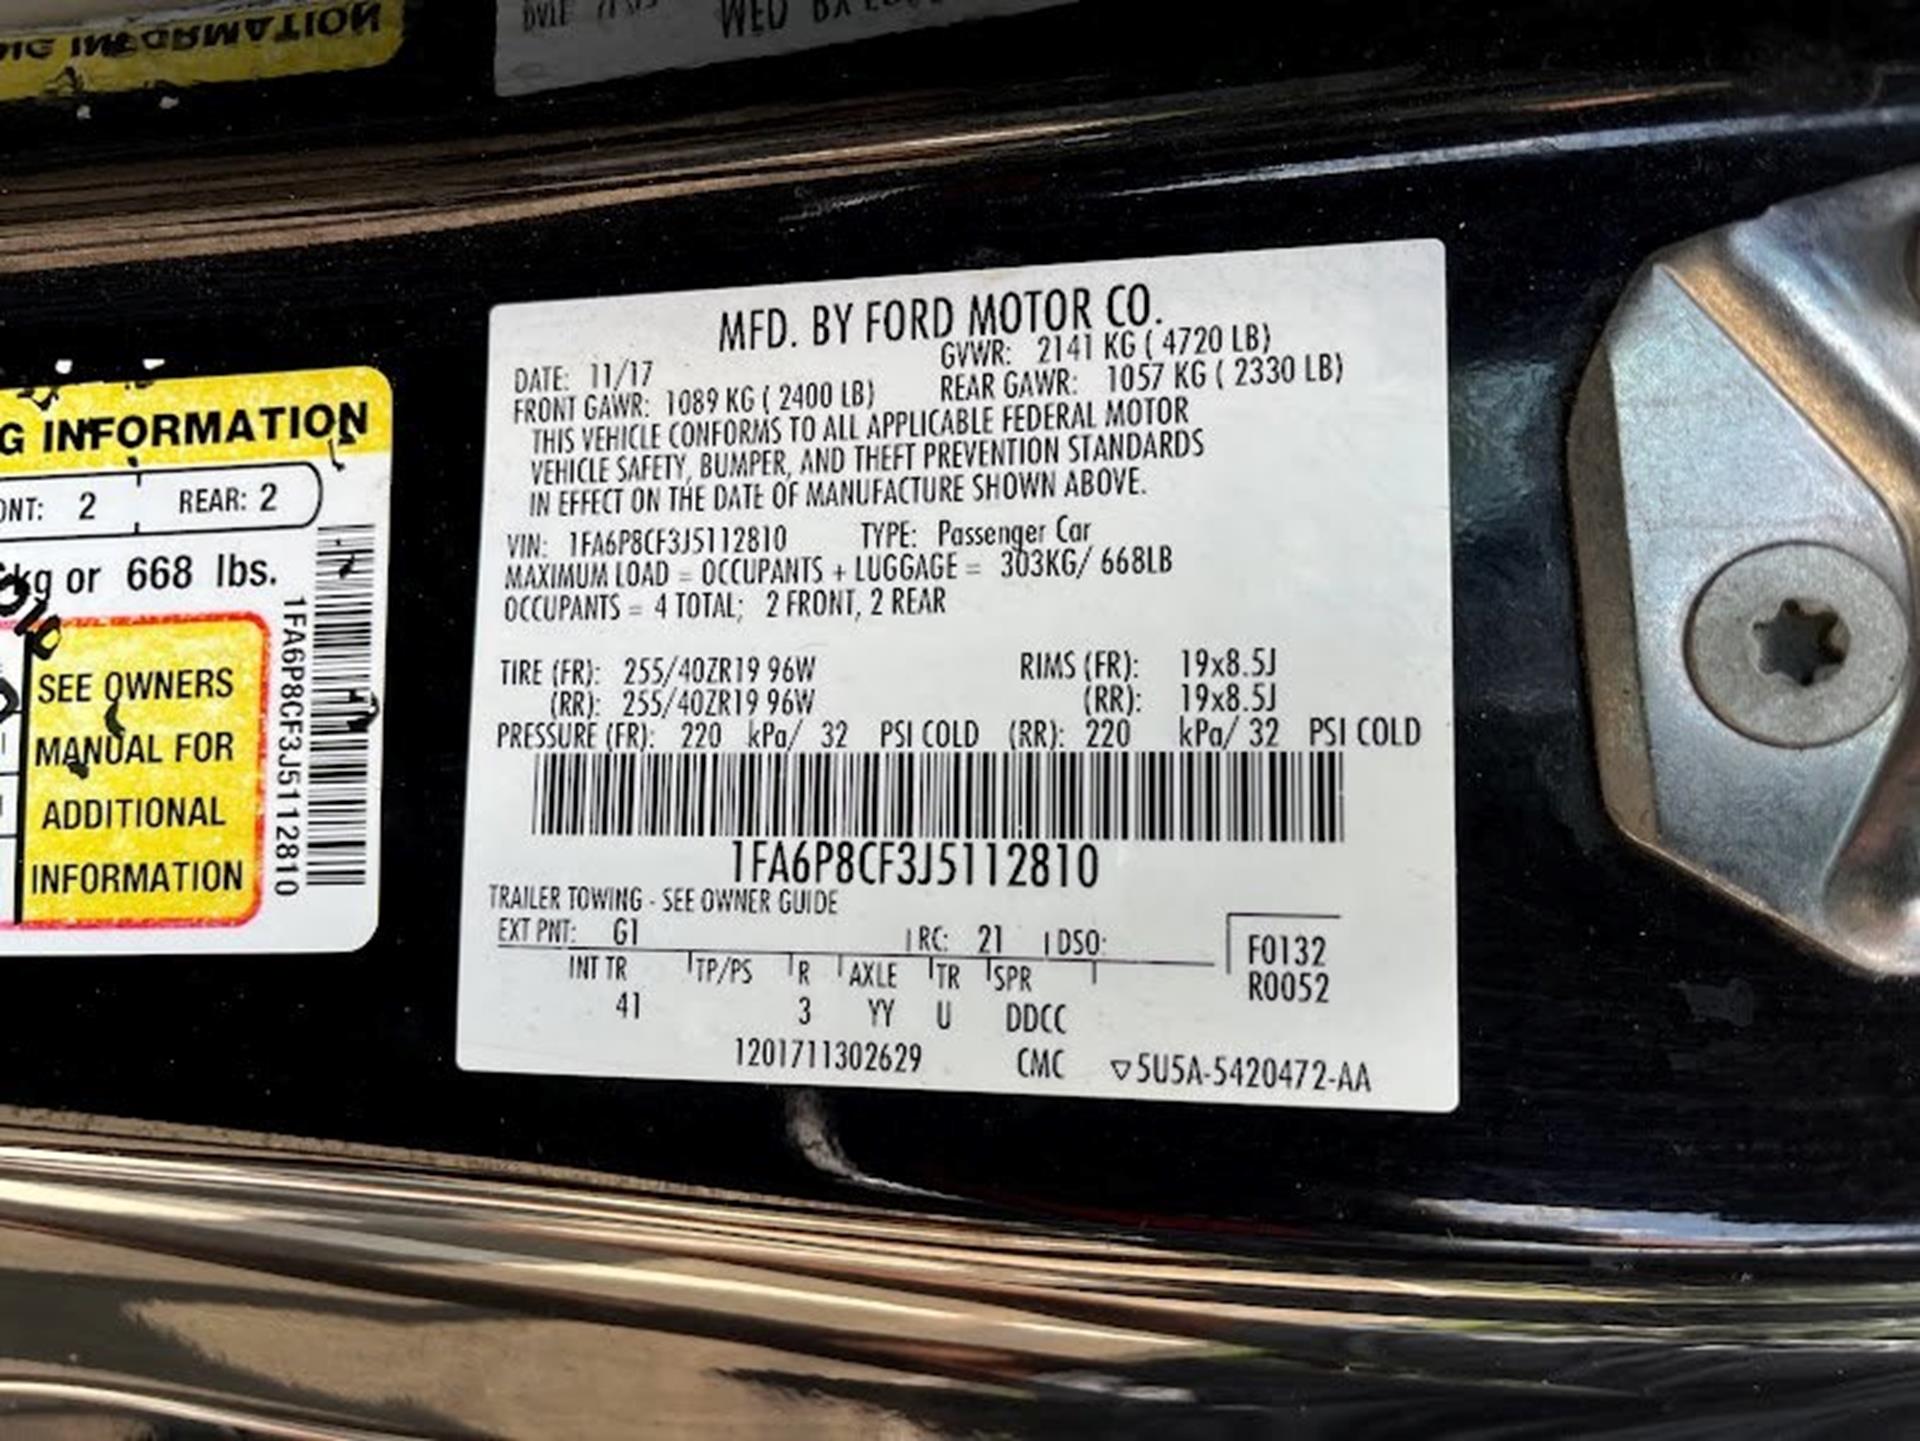 INFORMATION
MFD. BY FORD MOTOR CO.
DATE: 11/17 GVWR: 2141 KG ( 4720 LB)
FRONT GAWR: 1089 KG ( 2400 LB) REAR GAWR: 1057 KG ( 2330 LB)
THIS VEHICLE CONFORMS TO ALL APPLICABLE FEDERAL MOTOR
VEHICLE SAFETY, BUMPER, AND THEFT PREVENTION STANDARDS
IN EFFECT ON THE DATE OF MANUFACTURE SHOWN ABOVE.
VIN: 1FA6P8CF3J5112810 TYPE: Passenger Car
MAXIMUM LOAD = OCCUPANTS + LUGGAGE = 303KG/ 668LB
OCCUPANTS = 4 TOTAL; 2 FRONT, 2 REAR
TIRE (FR): 255/40ZR19 96W RIMS (FR): 19x8.5J
(RR): 255/40ZR19 96W (RR): 19x8.5J
PRESSURE (FR): 220 kPa/ 32 PSI COLD (RR): 220 kPa/ 32 PSI COLD
1FA6P8CF3J5112810
TRAILER TOWING - SEE OWNER GUIDE
EXT PNT: G1 RC: 21 DSO: F0132
INT TR TP/PS R AXLE TR SPR R0052
41 3 YY U DDCC
1201711302629 CMC ▽5U5A-5420472-AA
G INFORMATION
ONT: 2 REAR: 2
kg or 668 lbs.
SEE OWNERS
MANUAL FOR
ADDITIONAL
INFORMATION
1FA6P8CF3J5112810